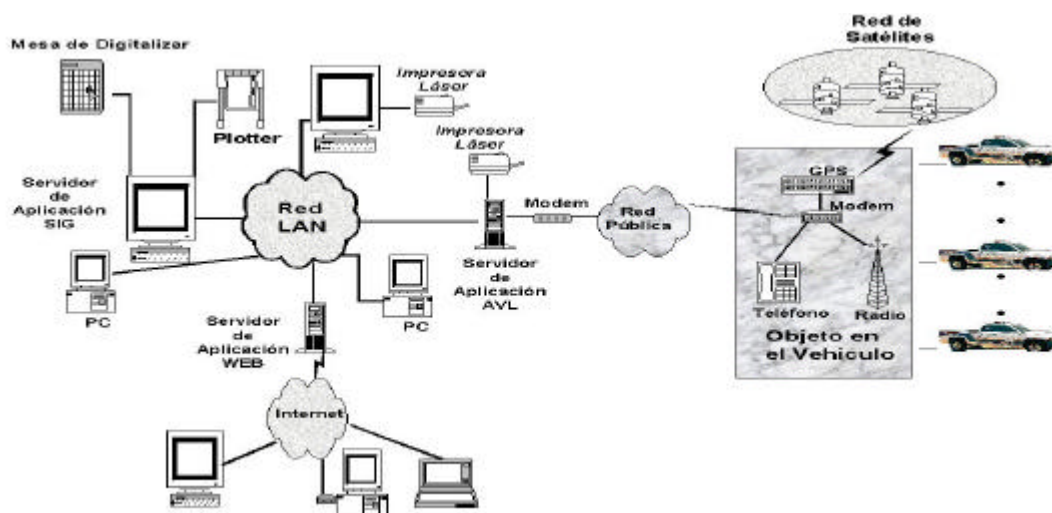 Mesa de Digitalizar
Plotter
Impresora
Láser
Impresora
Láser
Red de
Satélites
Servidor
de
Aplicación
SIG
Red
LAN
Modem
Red
Pública
GPS
Modem
Servidor
de
Aplicación
AVL
Teléfono
Radio
Objeto en
el Vehiculo
PC
PC
Servidor
de
Aplicación
WEB
Internet